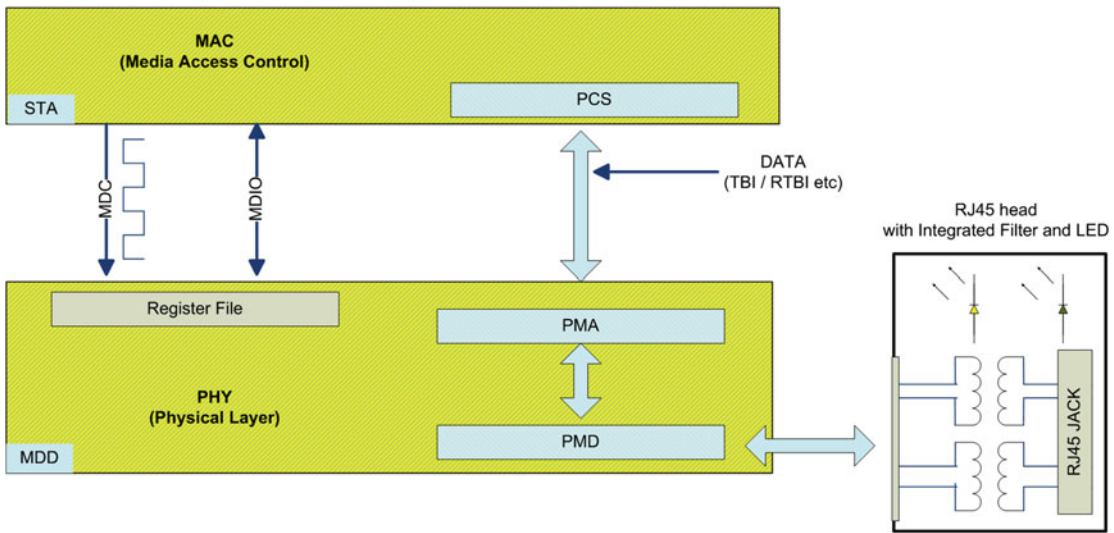 MAC
(Media Access Control)
STA
PCS
MDC
MDIO
DATA
(TBI / RTBI etc)
RJ45 head
with Integrated Filter and LED
Register File
PMA
PHY
(Physical Layer)
PMD
MDD
RJ45 JACK